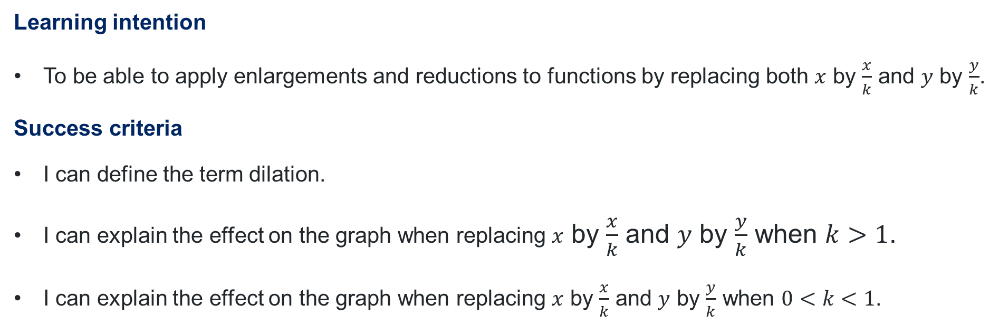 Learning intention
• To be able to apply enlargements and reductions to functions by replacing both x by x/k and y by y/k.
Success criteria
• I can define the term dilation.
• I can explain the effect on the graph when replacing x by x/k and y by y/k when k > 1.
• I can explain the effect on the graph when replacing x by x/k and y by y/k when 0 < k < 1.